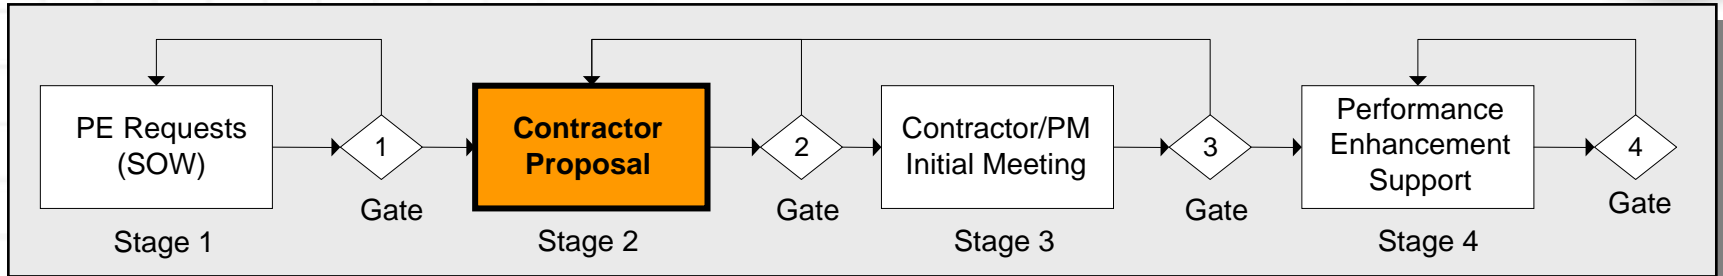 PE Requests
(SOW)
1
Gate
Stage 1
Contractor
Proposal
2
Gate
Stage 2
Contractor/PM
Initial Meeting
3
Gate
Stage 3
Performance
Enhancement
Support
4
Gate
Stage 4